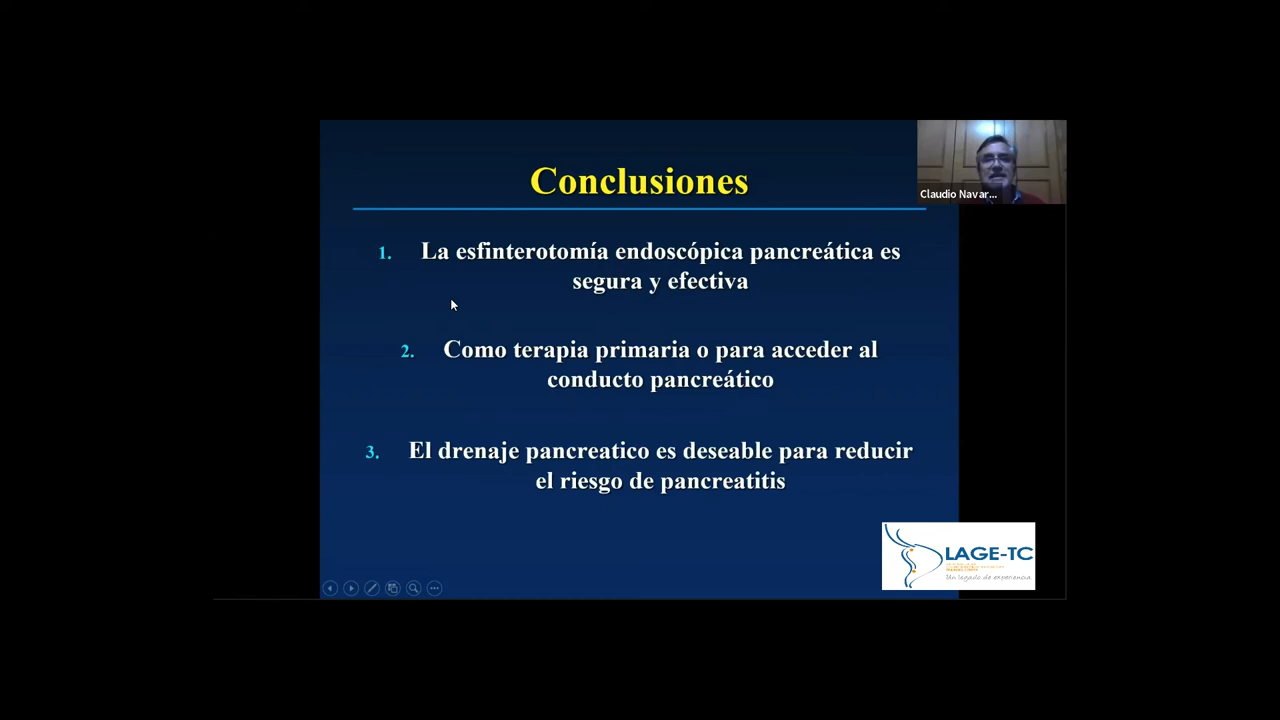 Conclusiones
Claudio Navar...
1. La esfinterotomía endoscópica pancreática es
segura y efectiva
2. Como terapia primaria o para acceder al
conducto pancreático
3. El drenaje pancreatico es deseable para reducir
el riesgo de pancreatitis
LAGE-TC
Un legado de experiencia